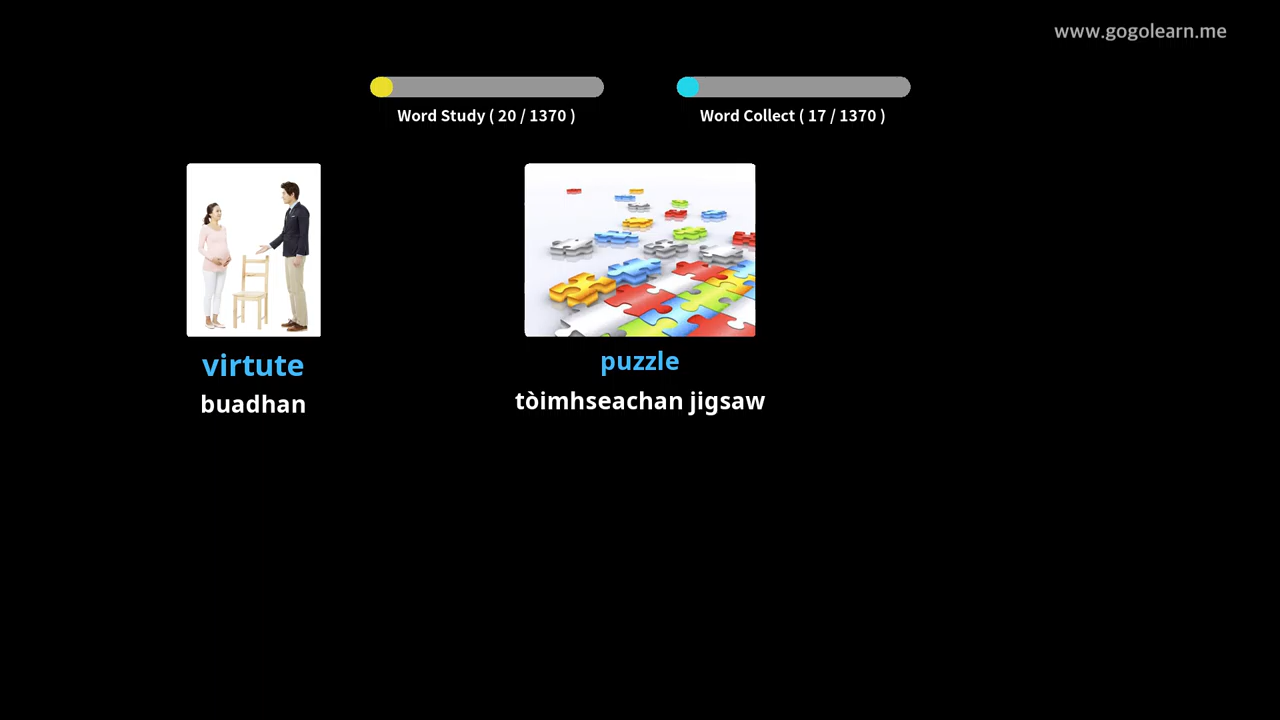 www.gogolearn.me
Word Study ( 20 / 1370 )
Word Collect ( 17 / 1370 )
virtute
puzzle
buadhan
tòimhseachan jigsaw